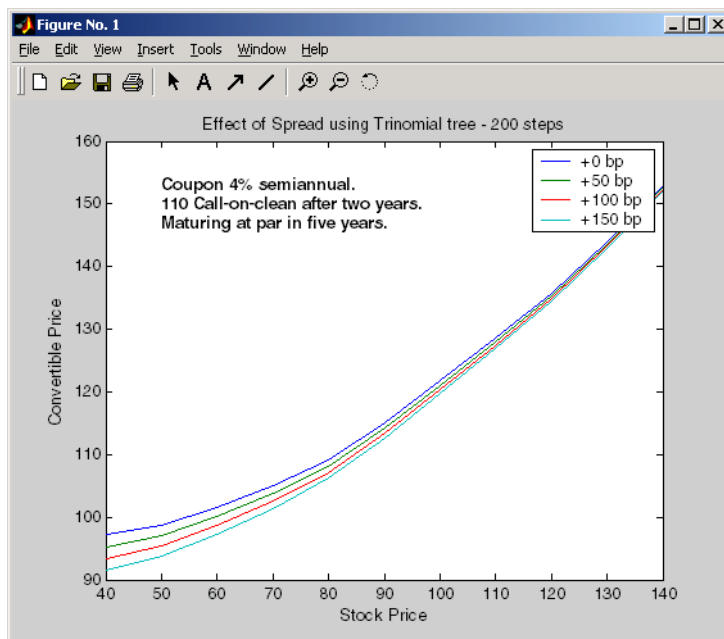 Figure No. 1
File Edit View Insert Tools Window Help
A
Effect of Spread using Trinomial tree - 200 steps
160
150
140
130
120
110
100
90
Convertible Price
Coupon 4% semiannual.
110 Call-on-clean after two years.
Maturing at par in five years.
+0 bp
+50 bp
+100 bp
+150 bp
40 50 60 70 80 90 100 110 120 130 140
Stock Price